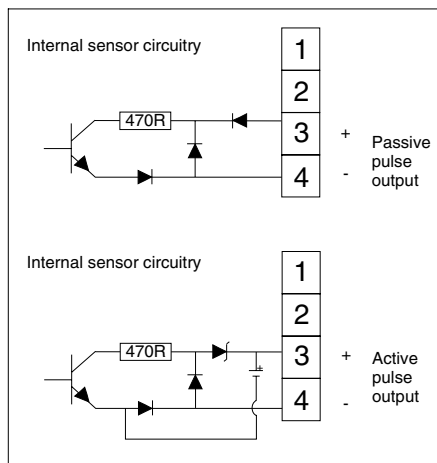 Internal sensor circuitry
1
2
470R
3
+
Passive
pulse
output
4
-
Internal sensor circuitry
1
2
470R
3
+
Active
pulse
output
+
4
-